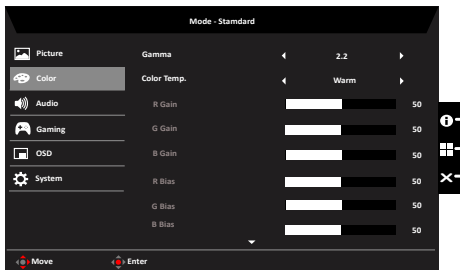 Mode - Stamdard
Picture
Gamma 2.2
Color
Color Temp. Warm
Audio
R Gain 50
Gaming
G Gain 50
OSD
B Gain 50
System
R Bias 50
G Bias 50
B Bias 50
Move Enter